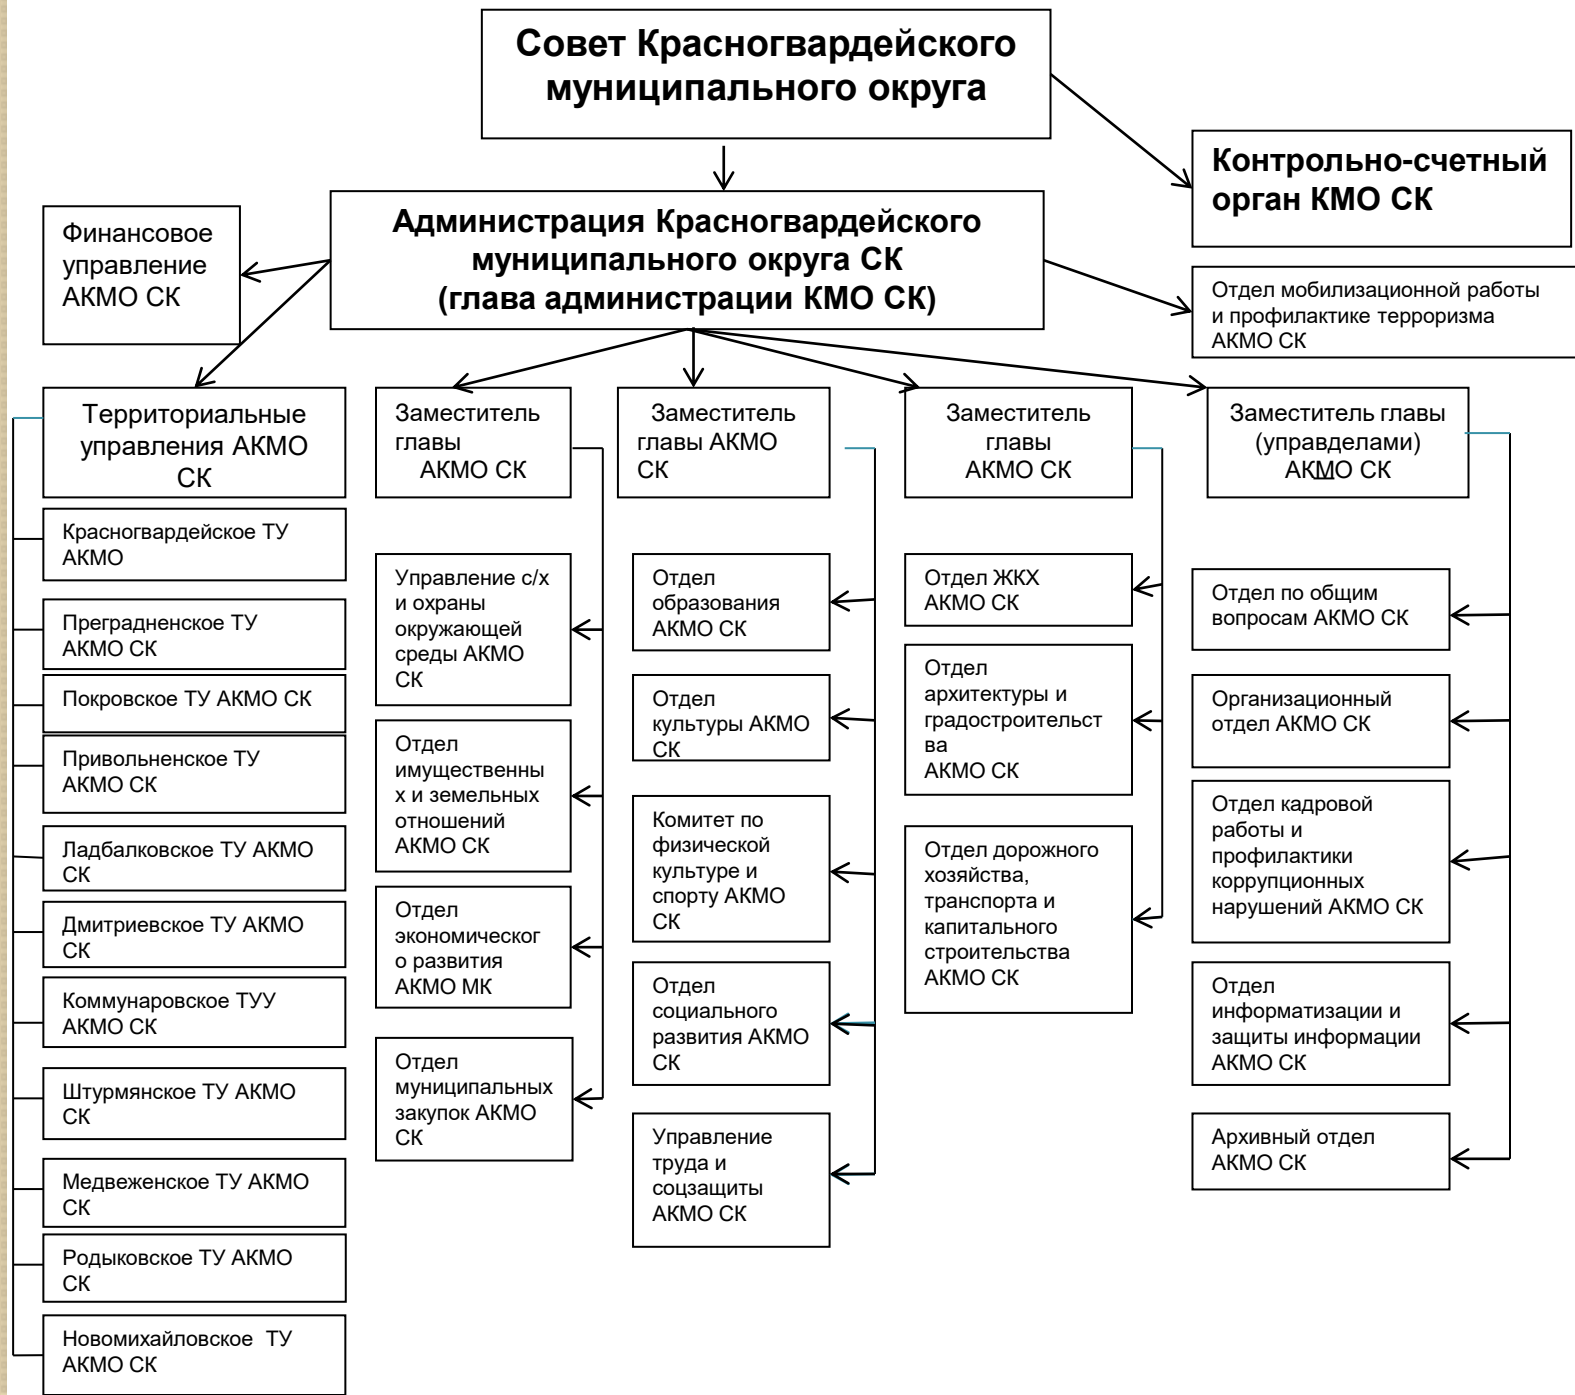 Совет Красногвардейского
муниципального округа
Контрольно-счетный
орган КМО СК
Администрация Красногвардейского
муниципального округа СК
(глава администрации КМО СК)
Финансовое
управление
АКМО СК
Отдел мобилизационной работы
и профилактике терроризма
АКМО СК
Территориальные
управления АКМО
СК
Красногвардейское ТУ
АКМО
Преградненское ТУ
АКМО СК
Покровское ТУ АКМО СК
Привольненское ТУ
АКМО СК
Ладбалковское ТУ АКМО
СК
Дмитриевское ТУ АКМО
СК
Коммунаровское ТУУ
АКМО СК
Штурмянское ТУ АКМО
СК
Медвеженское ТУ АКМО
СК
Родыковское ТУ АКМО
СК
Новомихайловское ТУ
АКМО СК
Заместитель
главы
АКМО СК
Управление с/х
и охраны
окружающей
среды АКМО
СК
Отдел
имущественны
х и земельных
отношений
АКМО СК
Отдел
экономическог
о развития
АКМО МК
Отдел
муниципальных
закупок АКМО
СК
Заместитель
главы АКМО
СК
Отдел
образования
АКМО СК
Отдел
культуры АКМО
СК
Комитет по
физической
культуре и
спорту АКМО
СК
Отдел
социального
развития АКМО
СК
Управление
труда и
соцзащиты
АКМО СК
Заместитель
главы
АКМО СК
Отдел ЖКХ
АКМО СК
Отдел
архитектуры и
градостроительст
ва
АКМО СК
Отдел дорожного
хозяйства,
транспорта и
капитального
строительства
АКМО СК
Заместитель главы
(управделами)
АКМО СК
Отдел по общим
вопросам АКМО СК
Организационный
отдел АКМО СК
Отдел кадровой
работы и
профилактики
коррупционных
нарушений АКМО СК
Отдел
информатизации и
защиты информации
АКМО СК
Архивный отдел
АКМО СК